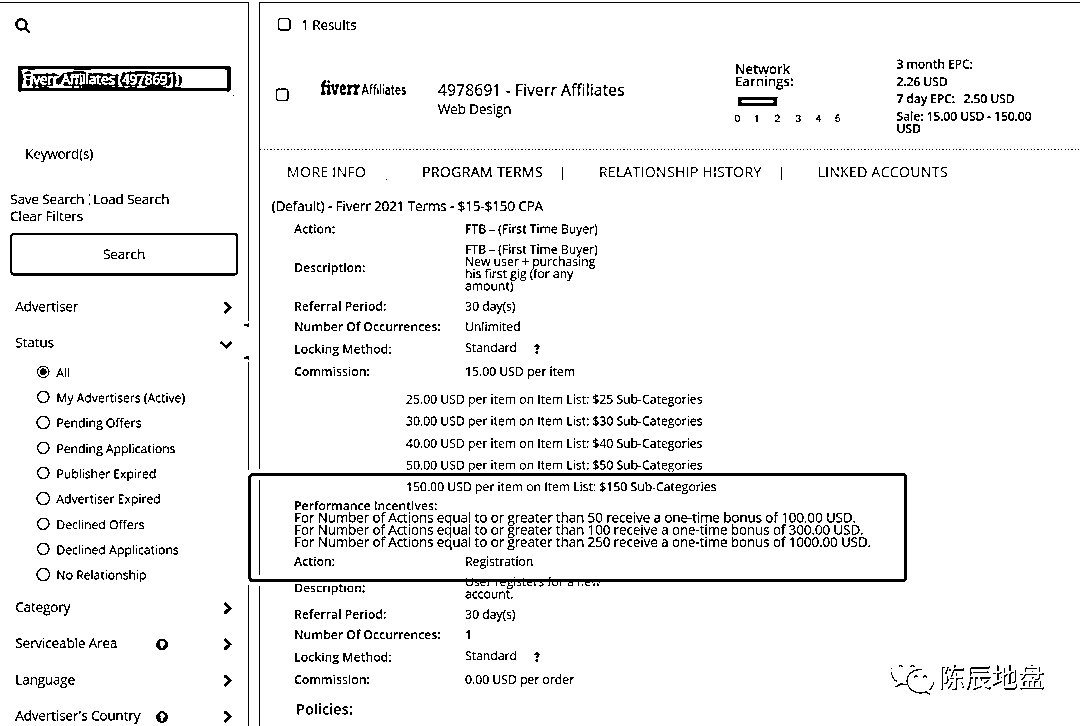 Fiverr Affiliates (4978691)
Keyword(s)
Save Search | Load Search
Clear Filters
Search
Advertiser
Status
All
My Advertisers (Active)
Pending Offers
Pending Applications
Publisher Expired
Advertiser Expired
Declined Offers
Declined Applications
No Relationship
Category
Serviceable Area
Language
Advertiser's Country
1 Results
fiverr Affiliates
4978691 - Fiverr Affiliates
Web Design
Network
Earnings:
0 1 2 3 4 5
3 month EPC:
2.26 USD
7 day EPC: 2.50 USD
Sale: 15.00 USD - 150.00
USD
MORE INFO
PROGRAM TERMS |
RELATIONSHIP HISTORY |
LINKED ACCOUNTS
(Default) - Fiverr 2021 Terms - $15-$150 CPA
Action: FTB – (First Time Buyer)
Description: FTB – (First Time Buyer)
New user + purchasing
his first gig (for any
amount)
Referral Period: 30 day(s)
Number Of Occurrences: Unlimited
Locking Method: Standard ?
Commission: 15.00 USD per item
25.00 USD per item on Item List: $25 Sub-Categories
30.00 USD per item on Item List: $30 Sub-Categories
40.00 USD per item on Item List: $40 Sub-Categories
50.00 USD per item on Item List: $50 Sub-Categories
150.00 USD per item on Item List: $150 Sub-Categories
Performance Incentives:
For Number of Actions equal to or greater than 50 receive a one-time bonus of 100.00 USD.
For Number of Actions equal to or greater than 100 receive a one-time bonus of 300.00 USD.
For Number of Actions equal to or greater than 250 receive a one-time bonus of 1000.00 USD.
Action: Registration
Description: User registers for a new
account.
Referral Period: 30 day(s)
Number Of Occurrences: 1
Locking Method: Standard ?
Commission: 0.00 USD per order
Policies:
陈辰地盘